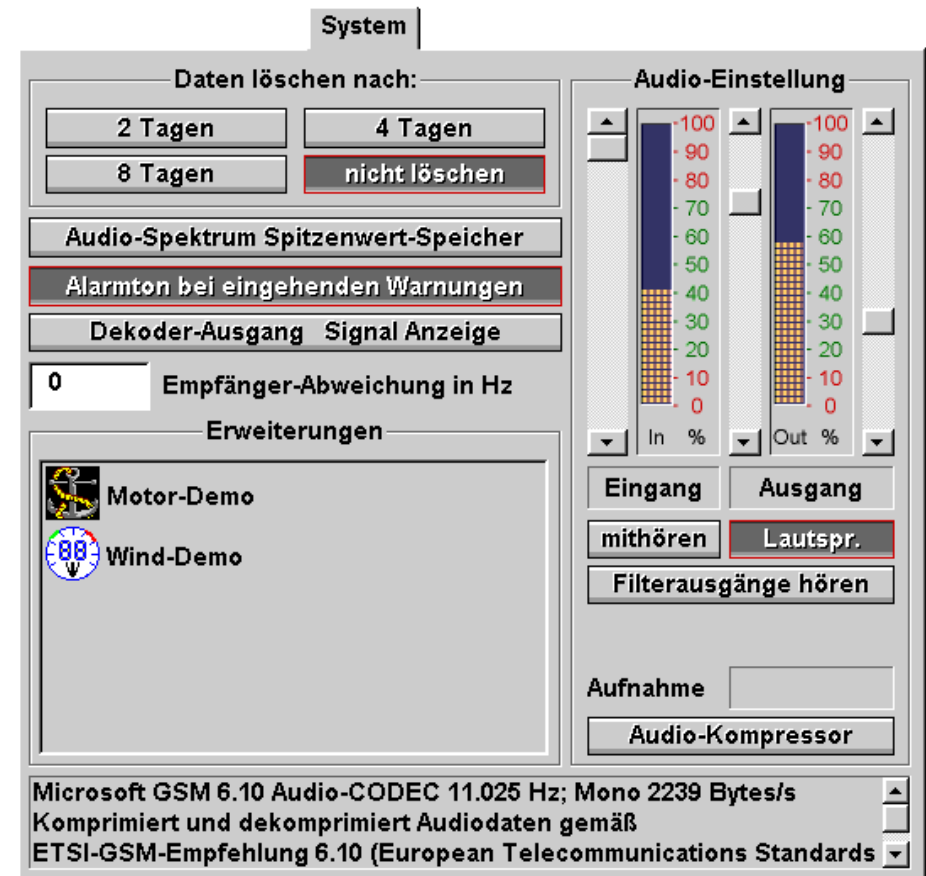 System
Daten löschen nach:
2 Tagen
4 Tagen
8 Tagen
nicht löschen
Audio-Spektrum Spitzenwert-Speicher
Alarmton bei eingehenden Warnungen
Dekoder-Ausgang Signal Anzeige
0 Empfänger-Abweichung in Hz
Erweiterungen
Motor-Demo
Wind-Demo
Audio-Einstellung
100 100
90 90
80 80
70 70
60 60
50 50
40 40
30 30
20 20
10 10
0 0
In % Out %
Eingang Ausgang
mithören Lautspr.
Filterausgänge hören
Aufnahme
Audio-Kompressor
Microsoft GSM 6.10 Audio-CODEC 11.025 Hz; Mono 2239 Bytes/s
Komprimiert und dekomprimiert Audiodaten gemäß
ETSI-GSM-Empfehlung 6.10 (European Telecommunications Standards